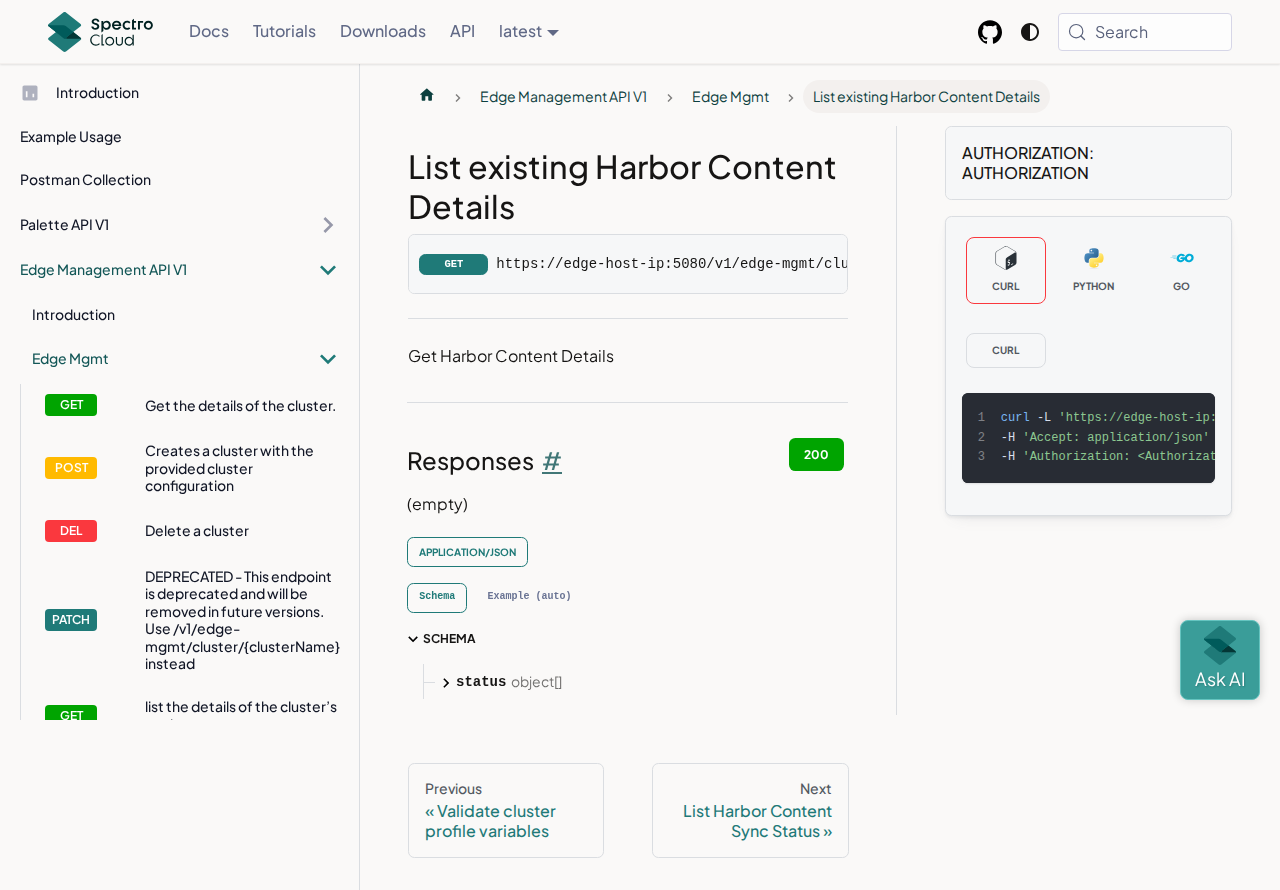 Spectro
Cloud
Docs
Tutorials
Downloads
API
latest
Search
Introduction
Example Usage
Postman Collection
Palette API V1
Edge Management API V1
Introduction
Edge Mgmt
GET
Get the details of the cluster.
POST
Creates a cluster with the
provided cluster
configuration
DEL
Delete a cluster
PATCH
DEPRECATED - This endpoint
is deprecated and will be
removed in future versions.
Use /v1/edge-
mgmt/cluster/{clusterName}
instead
GET
list the details of the cluster's
Edge Management API V1
Edge Mgmt
List existing Harbor Content Details
List existing Harbor Content
Details
GET
https://edge-host-ip:5080/v1/edge-mgmt/clu
Get Harbor Content Details
Responses #
200
(empty)
APPLICATION/JSON
Schema
Example (auto)
SCHEMA
status object[]
Previous
« Validate cluster
profile variables
Next
List Harbor Content
Sync Status »
AUTHORIZATION:
AUTHORIZATION
CURL
PYTHON
GO
CURL
1 curl -L 'https://edge-host-ip:
2 -H 'Accept: application/json'
3 -H 'Authorization: <Authorizat
Ask AI